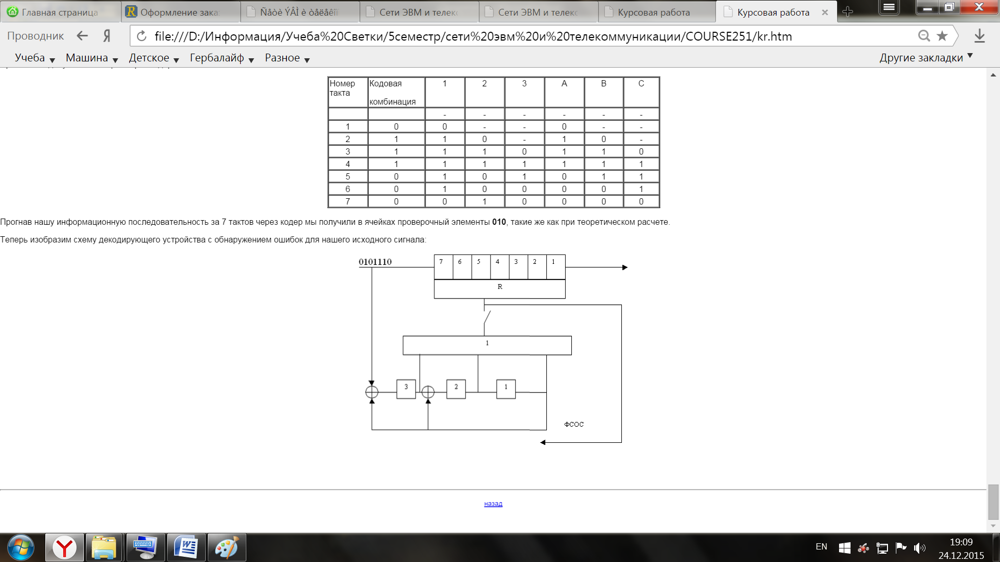 Главная страница
Оформление зака
Ñåòè ÝÂÌ è òåëåêîì
Сети ЭВМ и телекс
Сети ЭВМ и телекс
Курсовая работа
Курсовая работа
Проводник
Я
file:///D:/Информация/Учеба%20Светки/5семестр/сети%20эвм%20и%20телекоммуникации/COURSE251/kr.htm
Учеба Машина Детское Гербалайф Разное Другие закладки
Номер такта Кодовая комбинация 1 2 3 A B C
- - - - - -
1 0 0 - - 0 - -
2 1 1 0 - 1 0 -
3 1 1 1 0 1 1 0
4 1 1 1 1 1 1 1
5 0 1 0 1 0 1 1
6 0 1 0 0 0 0 1
7 0 0 1 0 0 0 0
Прогнав нашу информационную последовательность за 7 тактов через кодер мы получили в ячейках проверочный элементы 010, такие же как при теоретическом расчете.
Теперь изобразим схему декодирующего устройства с обнаружением ошибок для нашего исходного сигнала:
0101110
7 6 5 4 3 2 1
R
1
3 2 1
ФСОС
назад
EN
19:09
24.12.2015